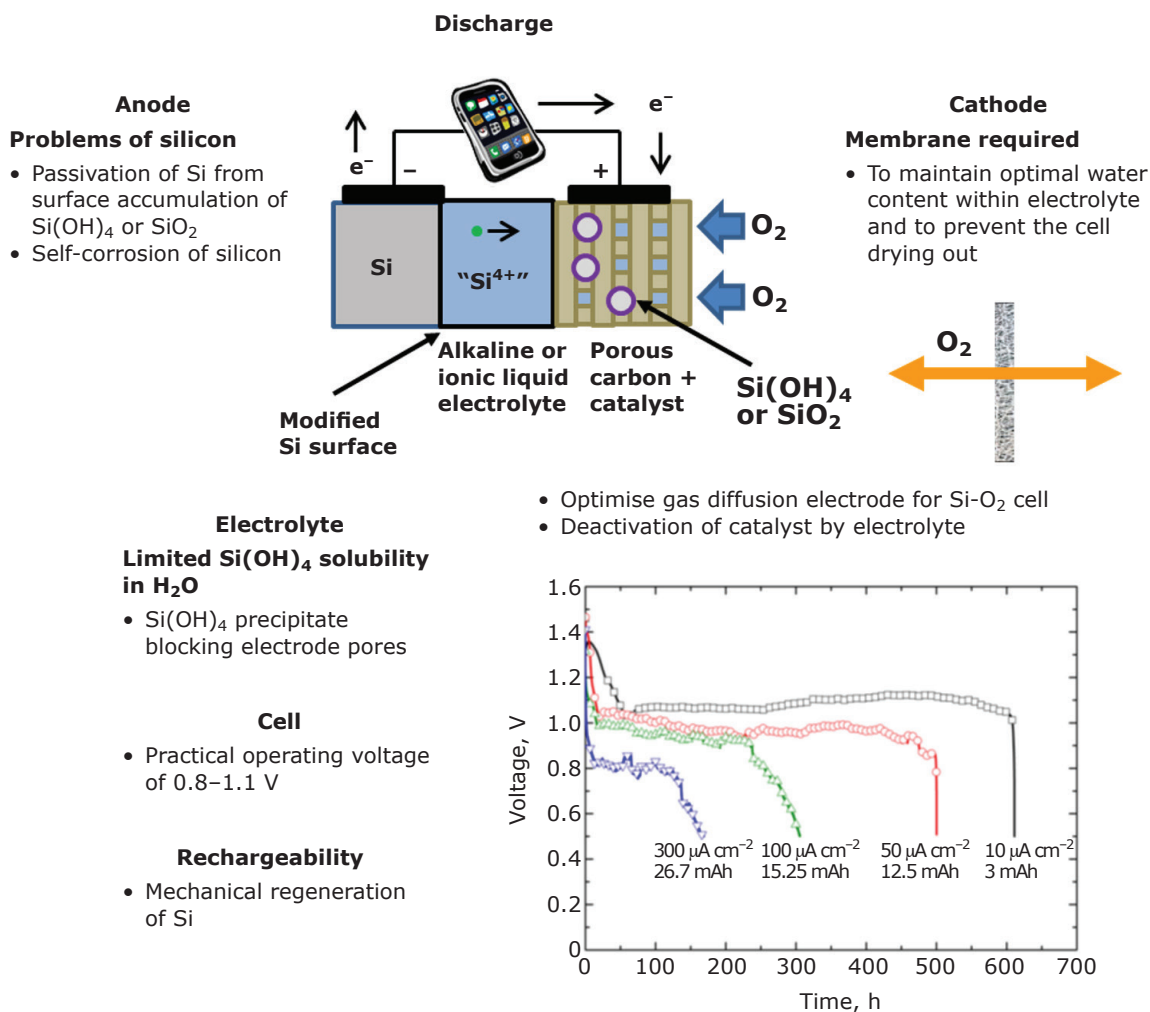 Discharge
Anode
Problems of silicon
• Passivation of Si from
surface accumulation of
Si(OH)₄ or SiO₂
• Self-corrosion of silicon
e⁻
−
+
e⁻
Si
“Si⁴⁺”
O₂
O₂
Modified
Si surface
Alkaline or
ionic liquid
electrolyte
Porous
carbon +
catalyst
Si(OH)₄
or SiO₂
Cathode
Membrane required
• To maintain optimal water
content within electrolyte
and to prevent the cell
drying out
O₂
• Optimise gas diffusion electrode for Si-O₂ cell
• Deactivation of catalyst by electrolyte
Electrolyte
Limited Si(OH)₄ solubility
in H₂O
• Si(OH)₄ precipitate
blocking electrode pores
Cell
• Practical operating voltage
of 0.8–1.1 V
Rechargeability
• Mechanical regeneration
of Si
Voltage, V
1.6
1.4
1.2
1.0
0.8
0.6
0.4
0.2
0
300 µA cm⁻²
26.7 mAh
100 µA cm⁻²
15.25 mAh
50 µA cm⁻²
12.5 mAh
10 µA cm⁻²
3 mAh
0 100 200 300 400 500 600 700
Time, h